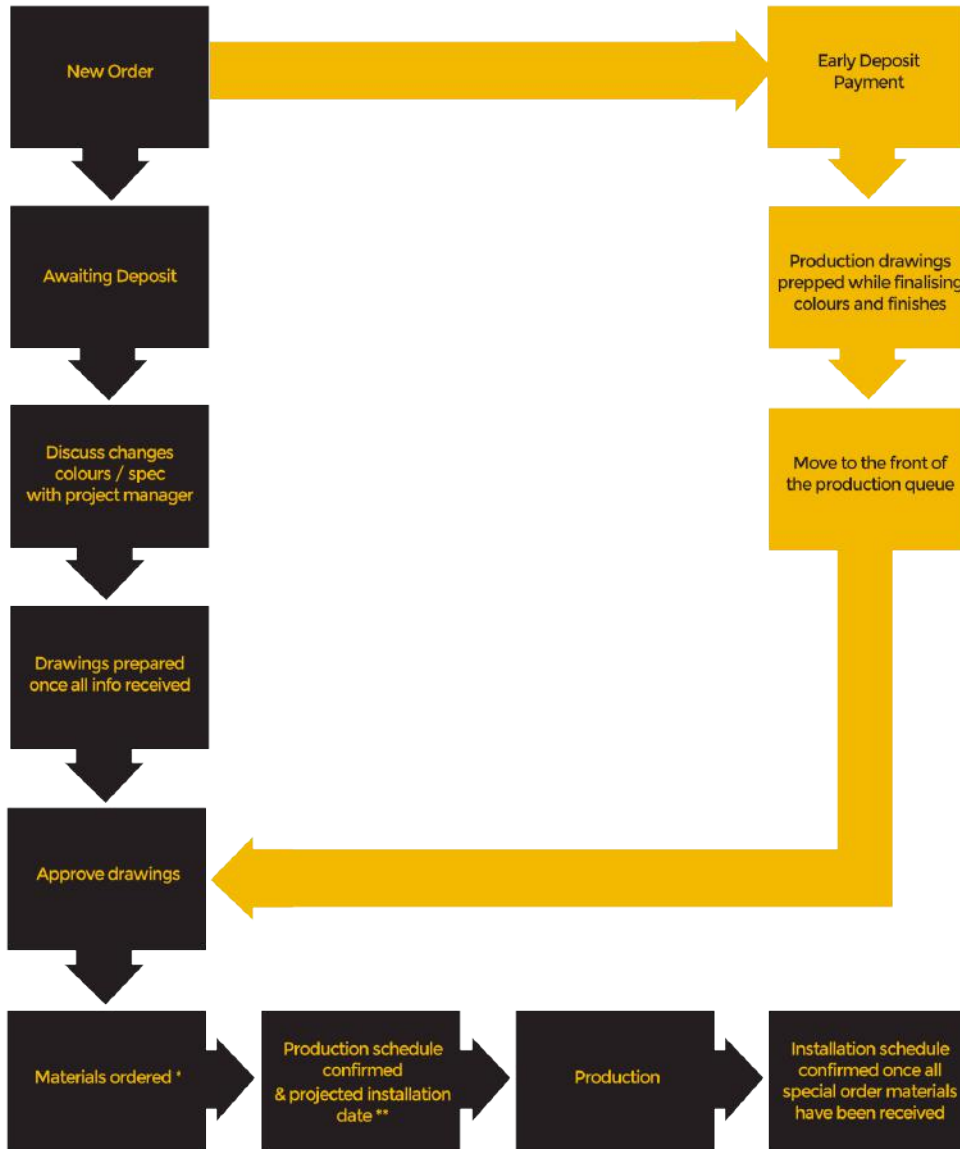 New Order
Early Deposit
Payment
Awaiting Deposit
Production drawings
prepped while finalising
colours and finishes
Discuss changes
colours / spec
with project manager
Move to the front of
the production queue
Drawings prepared
once all info received
Approve drawings
Materials ordered *
Production schedule
confirmed
& projected installation
date **
Production
Installation schedule
confirmed once all
special order materials
have been received